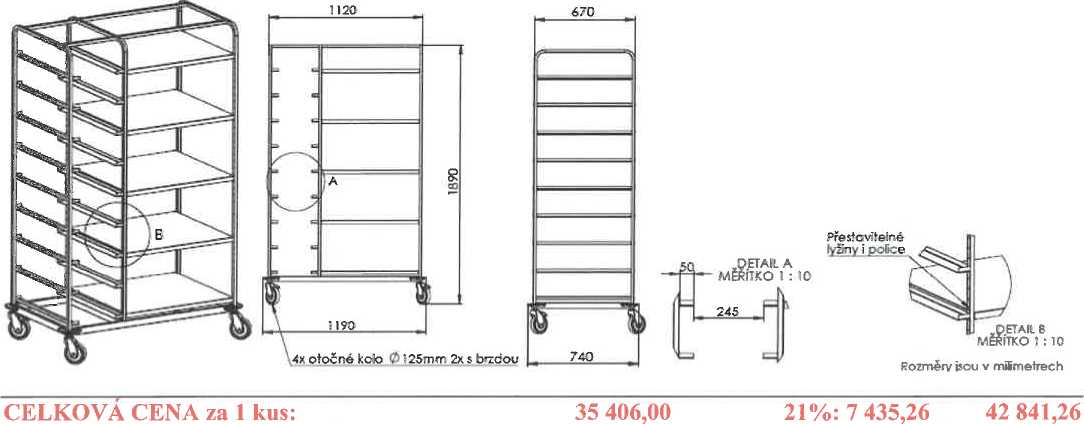 1120
670
1890
A
B
1190
4x otočné kolo Ø125mm 2x s brzdou
740
50
DETAIL A
MĚŘÍTKO 1 : 10
245
Přestavitelné
lyžiny i police
DETAIL B
MĚŘÍTKO 1 : 10
Rozměry jsou v milimetrech
CELKOVÁ CENA za 1 kus: 35 406,00 21%: 7 435,26 42 841,26